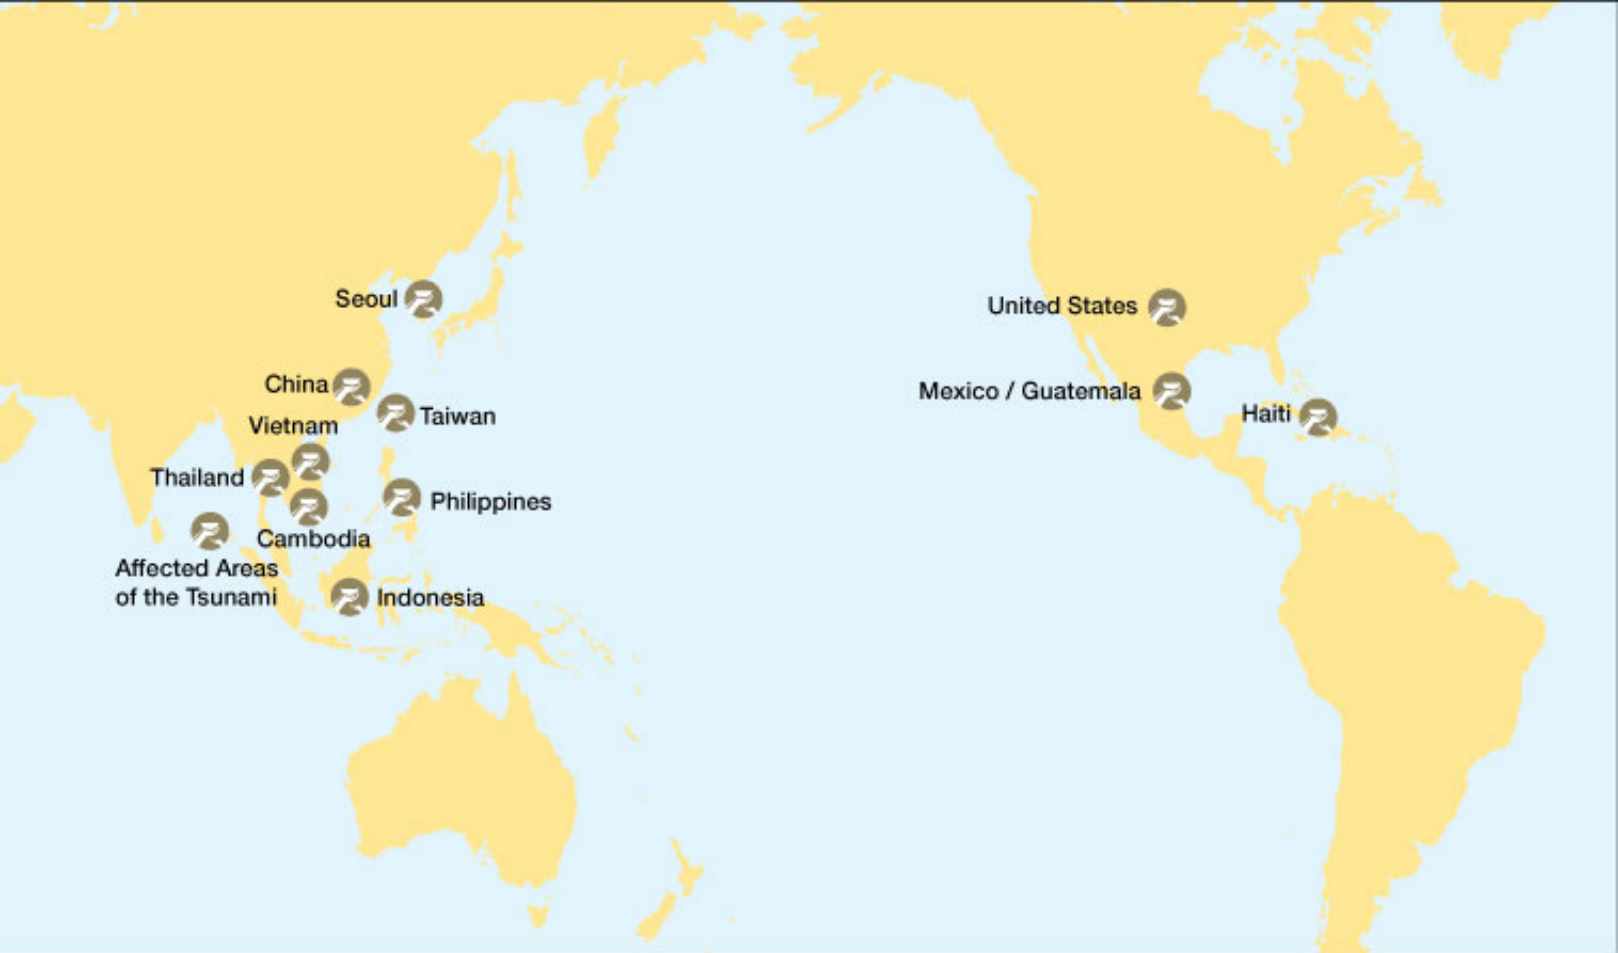 Seoul
United States
China
Mexico / Guatemala
Haiti
Taiwan
Vietnam
Thailand
Philippines
Cambodia
Affected Areas
of the Tsunami
Indonesia